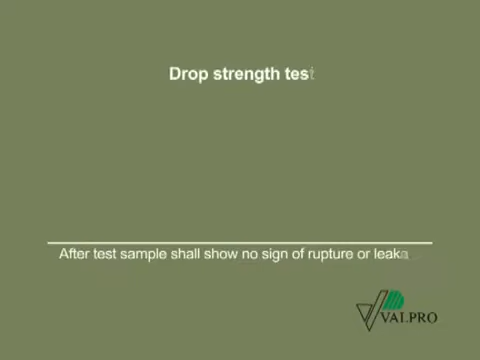 Drop strength test
After test sample shall show no sign of rupture or leaka
VALPRO